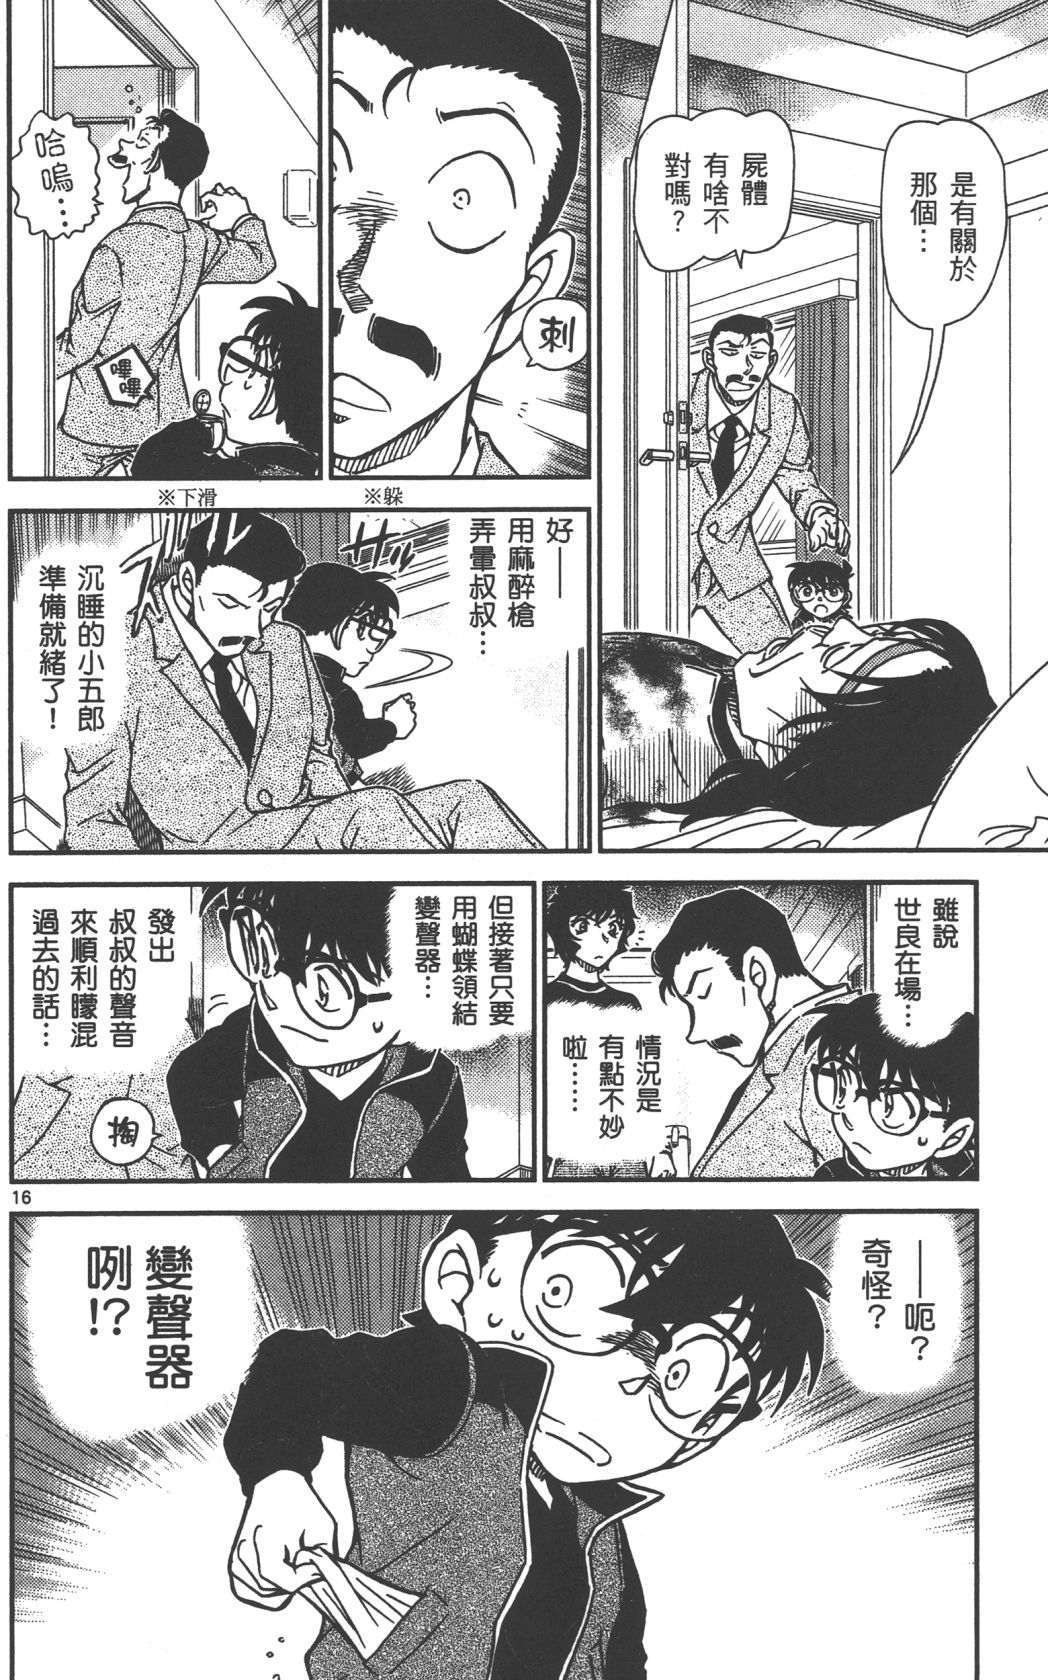 是有關於
那個…
屍體
有啥不
對嗎？
刺
哈嗚…
嗶
嗶
※躲
※下滑
好——
用麻醉槍
弄暈叔叔…
沉睡的小五郎
準備就緒了！
雖說
世良在場…
情況是
有點不妙
啦……
但接著只要
用蝴蝶領結
變聲器…
發出
叔叔的聲音
來順利矇混
過去的話…
掏
16
——呃？
奇怪？
變聲器
咧!?